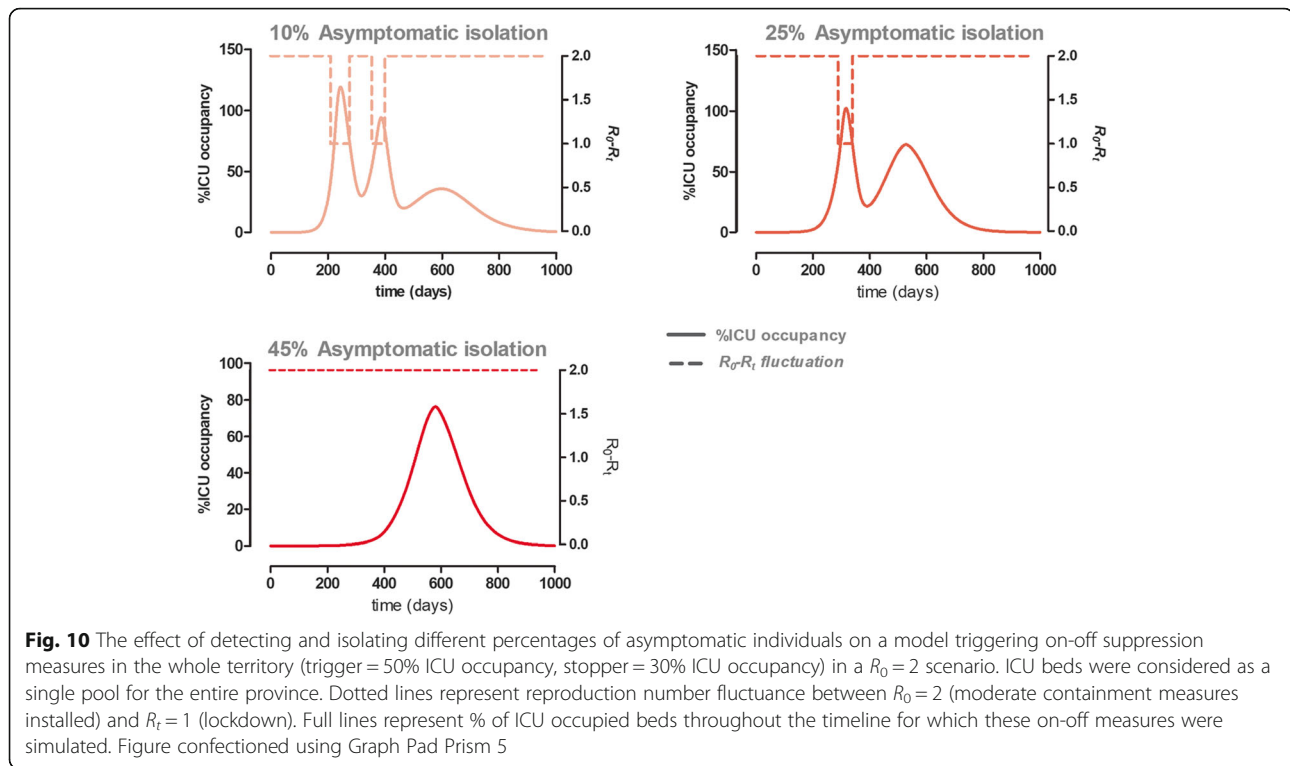 10% Asymptomatic isolation
150
100
50
0
%ICU occupancy
2.0
1.5
1.0
0.5
0.0
R0-Rt
0 200 400 600 800 1000
time (days)
25% Asymptomatic isolation
150
100
50
0
%ICU occupancy
2.0
1.5
1.0
0.5
0.0
R0-Rt
0 200 400 600 800 1000
time (days)
45% Asymptomatic isolation
100
80
60
40
20
0
%ICU occupancy
2.0
1.5
1.0
0.5
0.0
R0-Rt
0 200 400 600 800 1000
time (days)
%ICU occupancy
R0-Rt fluctuation
Fig. 10 The effect of detecting and isolating different percentages of asymptomatic individuals on a model triggering on-off suppression
measures in the whole territory (trigger = 50% ICU occupancy, stopper = 30% ICU occupancy) in a R0 = 2 scenario. ICU beds were considered as a
single pool for the entire province. Dotted lines represent reproduction number fluctuance between R0 = 2 (moderate containment measures
installed) and Rt = 1 (lockdown). Full lines represent % of ICU occupied beds throughout the timeline for which these on-off measures were
simulated. Figure confectioned using Graph Pad Prism 5